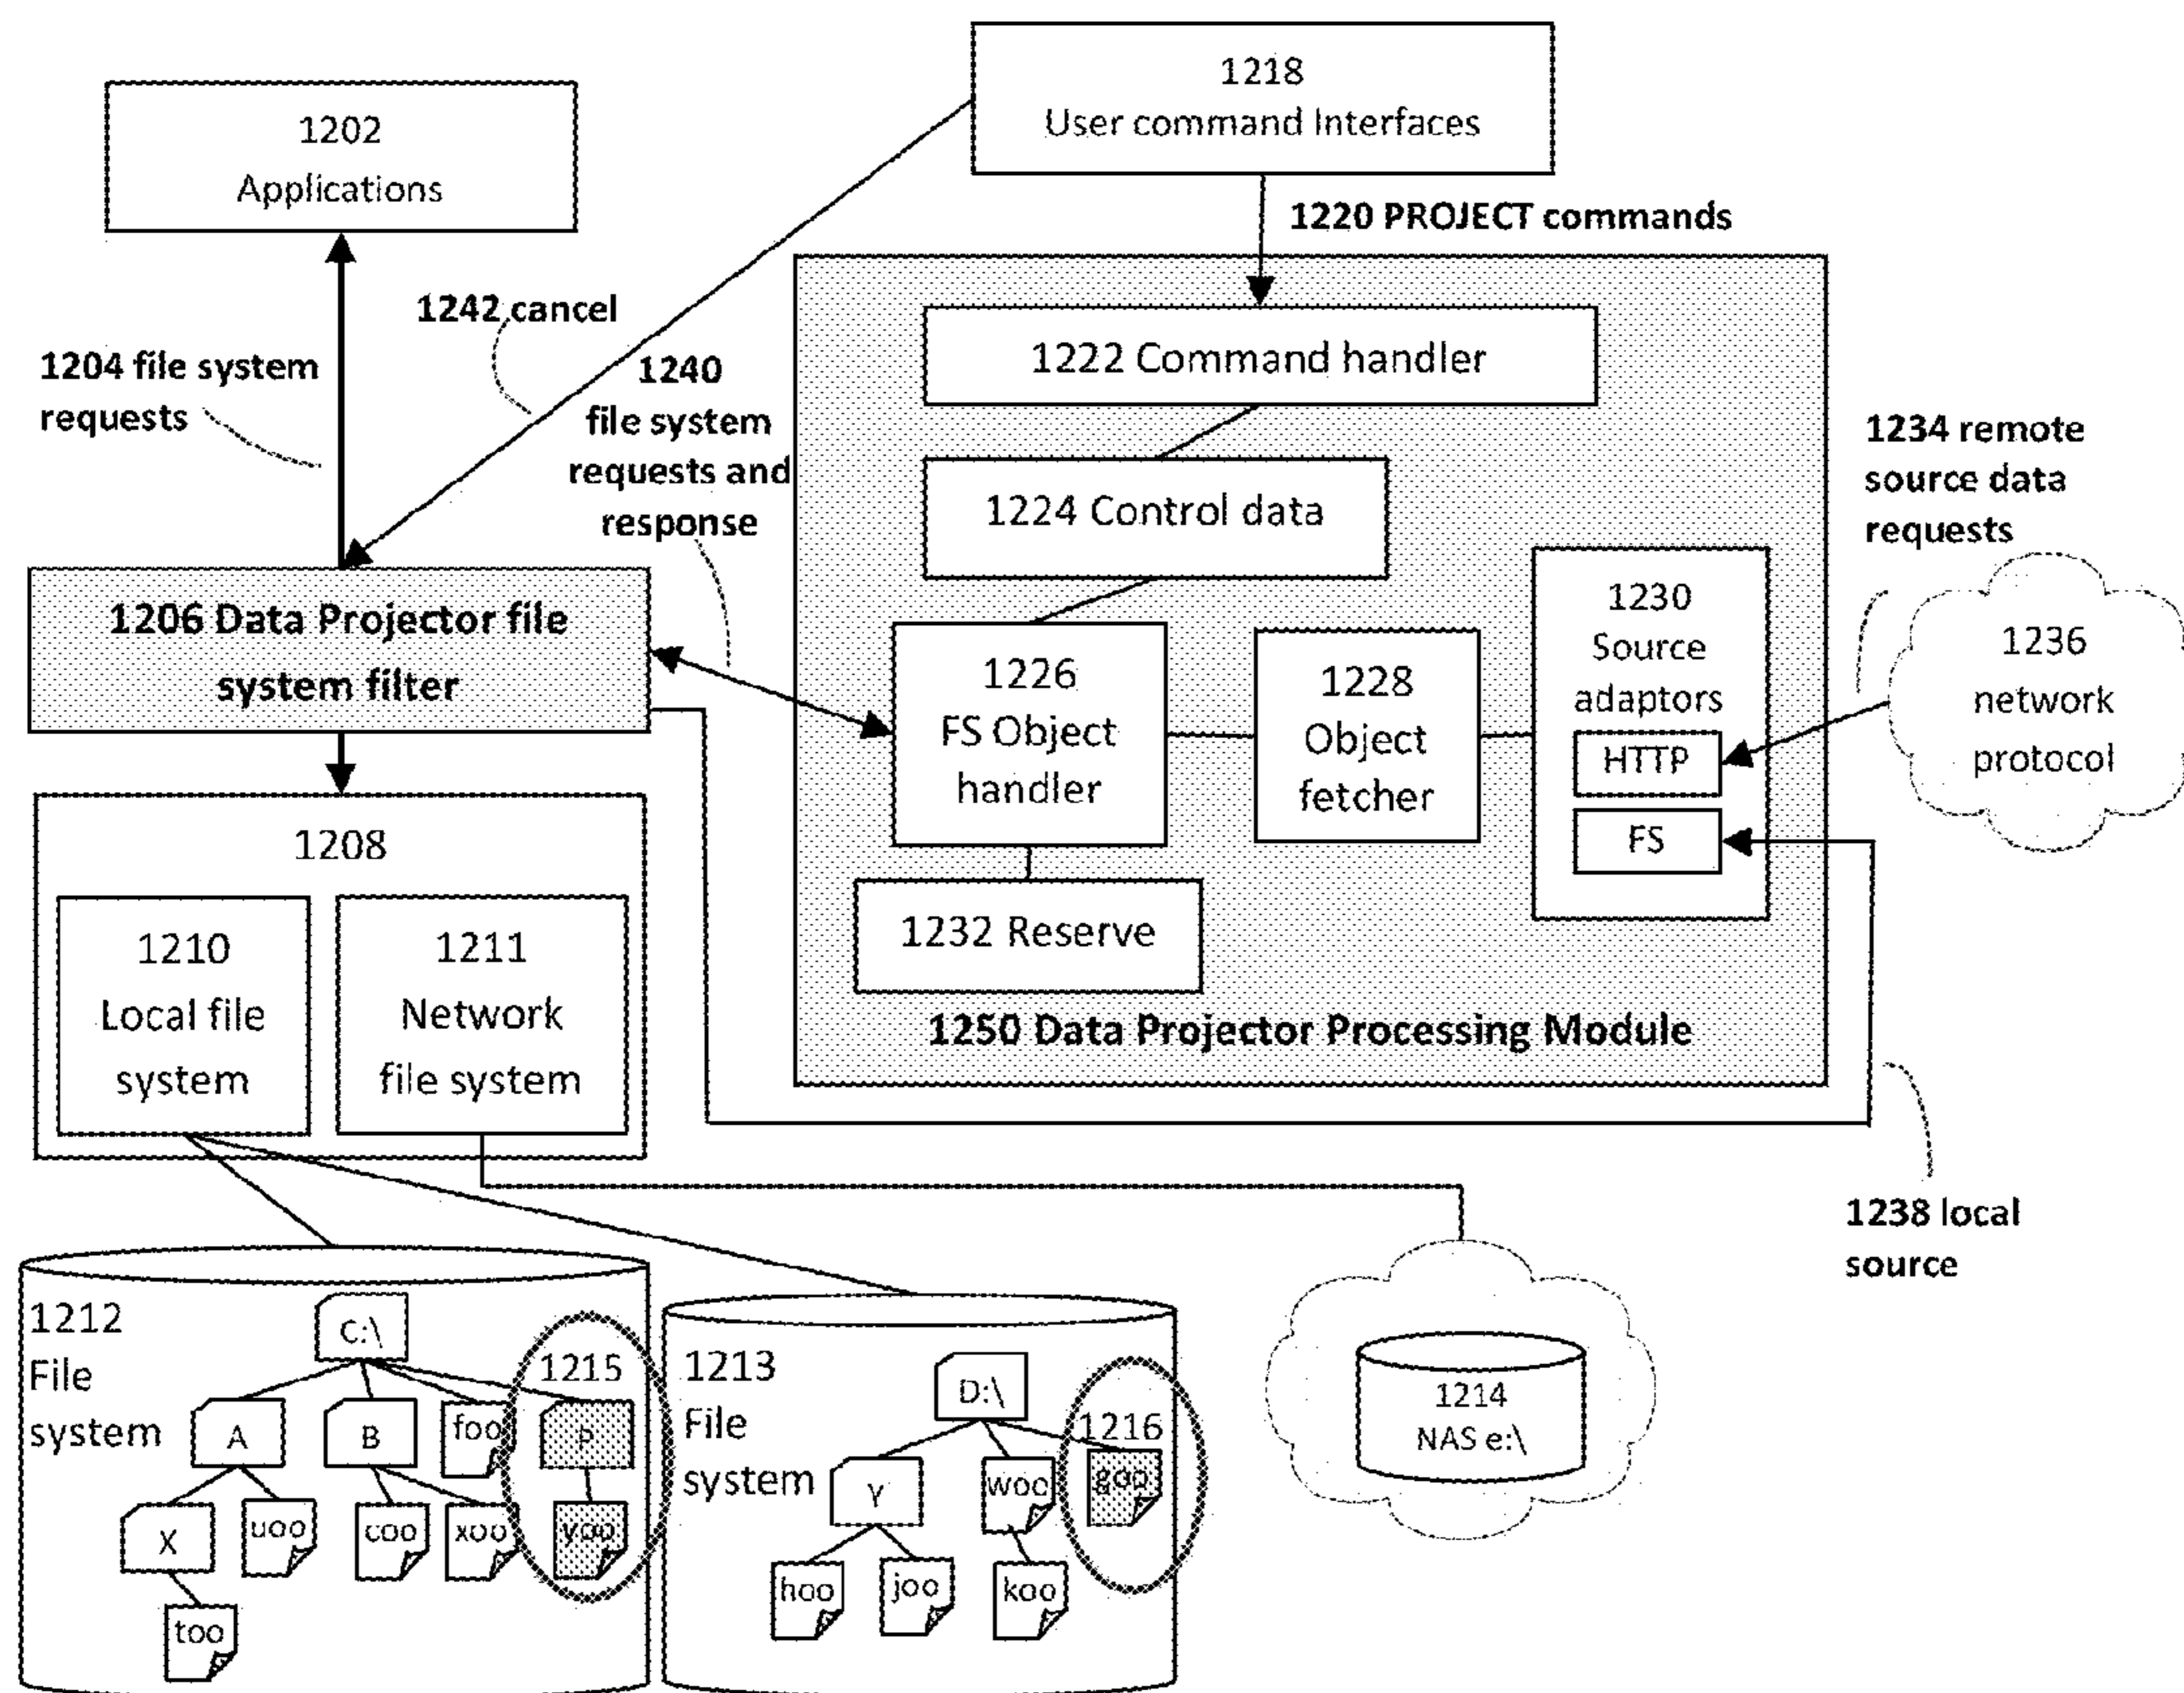 1218
User command Interfaces
1202
Applications
1220 PROJECT commands
1242 cancel
1204 file system
requests
1240
file system
requests and
response
1222 Command handler
1224 Control data
1234 remote
source data
requests
1206 Data Projector file
system filter
1226
FS Object
handler
1228
Object
fetcher
1230
Source
adaptors
HTTP
FS
1236
network
protocol
1232 Reserve
1250 Data Projector Processing Module
1208
1210
Local file
system
1211
Network
file system
1238 local
source
1212
File
system
C:\
1215
A
B
foo
P
X
uoo
coo
xoo
yoo
too
1213
File
system
D:\
1216
Y
woo
goo
hoo
joo
koo
1214
NAS e:\